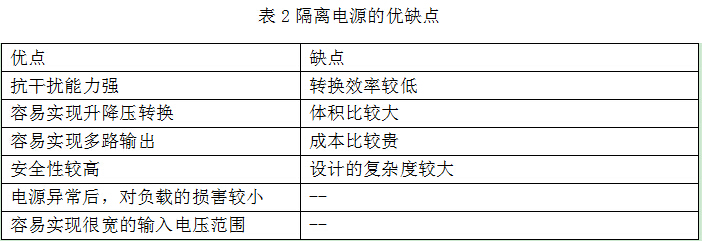 表 2 隔离电源的优缺点
优点 缺点
抗干扰能力强 转换效率较低
容易实现升降压转换 体积比较大
容易实现多路输出 成本比较贵
安全性较高 设计的复杂度较大
电源异常后，对负载的损害较小 --
容易实现很宽的输入电压范围 --